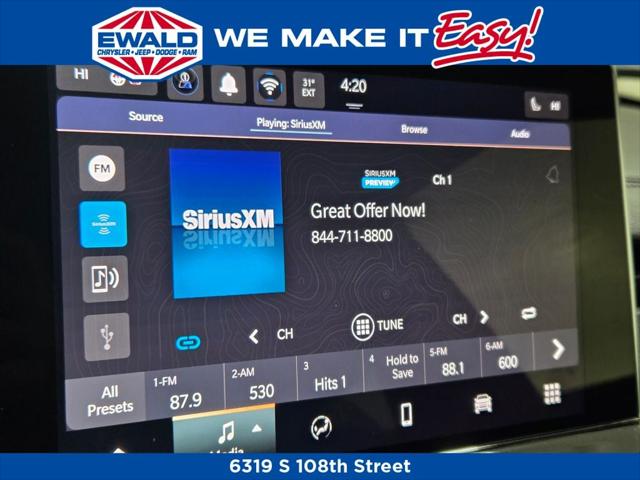 EWALD
CHRYSLER • JEEP • DODGE • RAM
WE MAKE IT Easy!
HI
31°
EXT
4:20
HI
Source
Playing: SiriusXM
Browse
Audio
FM
SiriusXM
SiriusXM
SIRIUSXM
PREVIEW
Ch 1
Great Offer Now!
844-711-8800
CH
TUNE
CH
All
Presets
1-FM
87.9
2-AM
530
3
Hits 1
4
Hold to
Save
5-FM
88.1
6-AM
600
Media
6319 S 108th Street